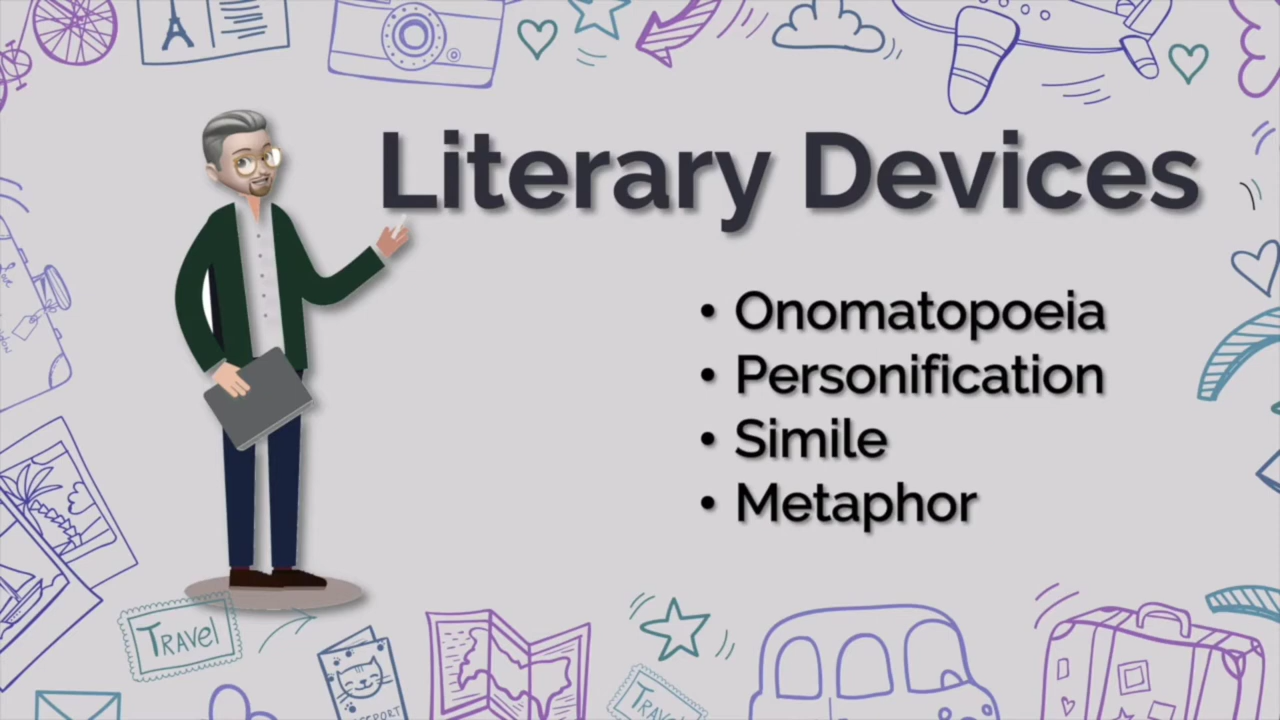 Literary Devices
• Onomatopoeia
• Personification
• Simile
• Metaphor
TRAVEL